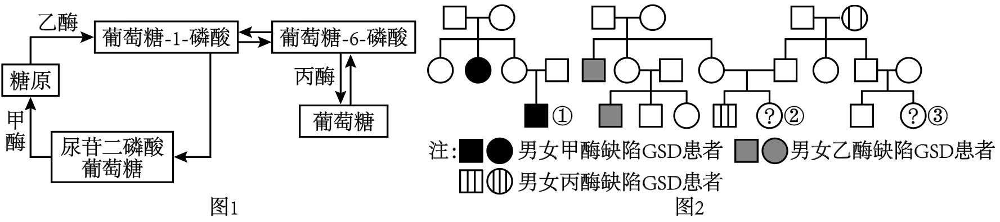 乙酶
葡萄糖-1-磷酸
葡萄糖-6-磷酸
糖原
丙酶
甲酶
葡萄糖
尿苷二磷酸
葡萄糖
图1
①
?②
?③
注:
男女甲酶缺陷GSD患者
男女乙酶缺陷GSD患者
男女丙酶缺陷GSD患者
图2